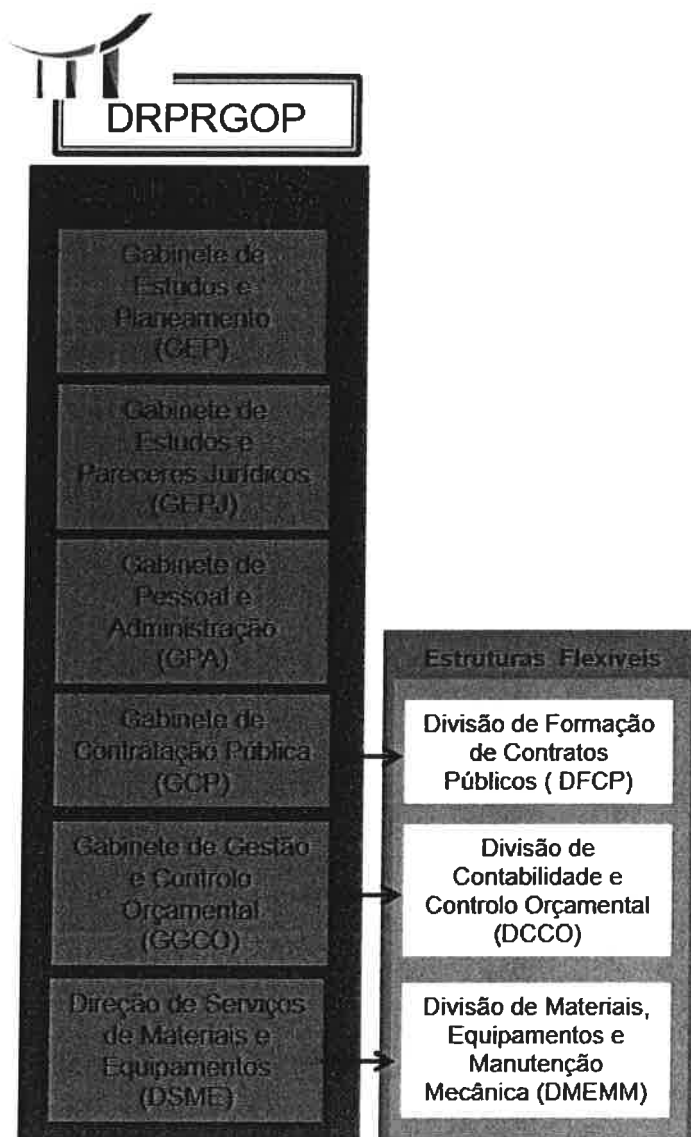 DRPRGOP
Gabinete de
Estudos e
Planeamento
(GEP)
Gabinete de
Estudos e
Pareceres Jurídicos
(GEPJ)
Gabinete de
Pessoal e
Administração
(GPA)
Gabinete de
Contratação Pública
(GCP)
Gabinete de Gestão
e Controlo
Orçamental
(GGCO)
Direção de Serviços
de Materiais e
Equipamentos
(DSME)
Estruturas Flexíveis
Divisão de Formação
de Contratos
Públicos ( DFCP)
Divisão de
Contabilidade e
Controlo Orçamental
(DCCO)
Divisão de Materiais,
Equipamentos e
Manutenção
Mecânica (DMEMM)